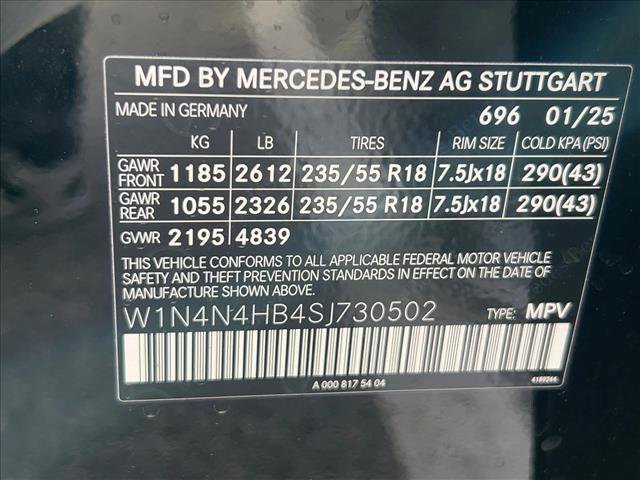 MFD BY MERCEDES-BENZ AG STUTTGART
MADE IN GERMANY 696 01/25
KG LB TIRES RIM SIZE COLD KPA (PSI)
GAWR FRONT 1185 2612 235/55 R18 7.5Jx18 290(43)
GAWR REAR 1055 2326 235/55 R18 7.5Jx18 290(43)
GVWR 2195 4839
THIS VEHICLE CONFORMS TO ALL APPLICABLE FEDERAL MOTOR VEHICLE
SAFETY AND THEFT PREVENTION STANDARDS IN EFFECT ON THE DATE OF
MANUFACTURE SHOWN ABOVE.
W1N4N4HB4SJ730502 TYPE: MPV
A 000 817 54 04 4189266